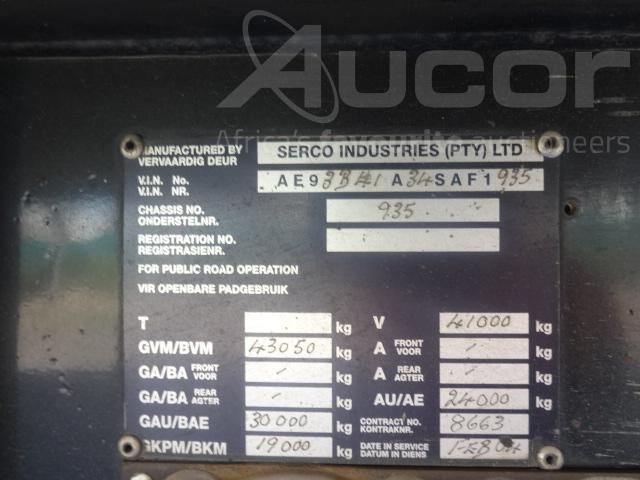 Aucor
Africa's favourite auctioneers
MANUFACTURED BY
VERVAARDIG DEUR
SERCO INDUSTRIES (PTY) LTD
V.I.N. No.
V.I.N. NR.
AE933341A34SAF1935
CHASSIS NO.
ONDERSTELNR.
935
REGISTRATION NO.
REGISTRASIENR.
FOR PUBLIC ROAD OPERATION
VIR OPENBARE PADGEBRUIK
T kg V 41000 kg
GVM/BVM 43050 kg A FRONT VOOR / kg
GA/BA FRONT VOOR / kg A REAR AGTER / kg
GA/BA REAR AGTER / kg AU/AE 24000 kg
GAU/BAE 30000 kg CONTRACT NO. KONTRAKNR. 8663
GKPM/BKM 19000 kg DATE IN SERVICE DATUM IN DIENS FEB 04